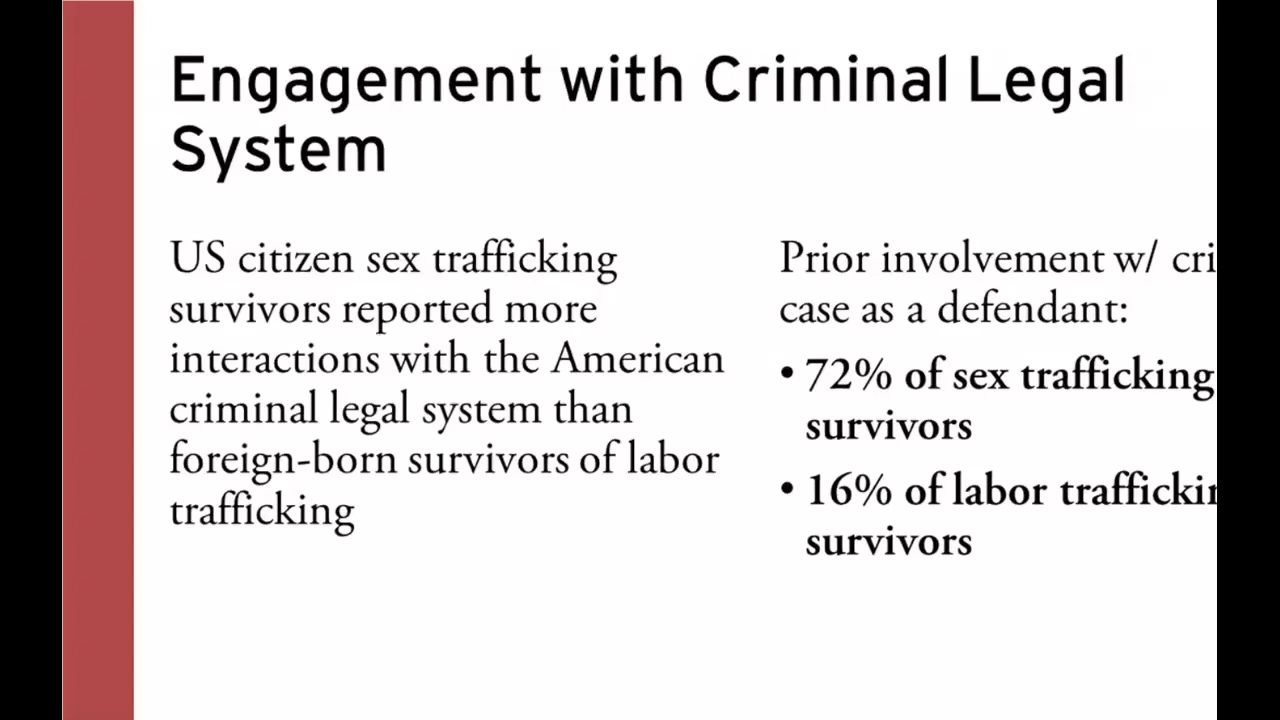 Engagement with Criminal Legal
System
US citizen sex trafficking
survivors reported more
interactions with the American
criminal legal system than
foreign-born survivors of labor
trafficking
Prior involvement w/
case as a defendant:
• 72% of sex trafficking
survivors
• 16% of labor
survivors